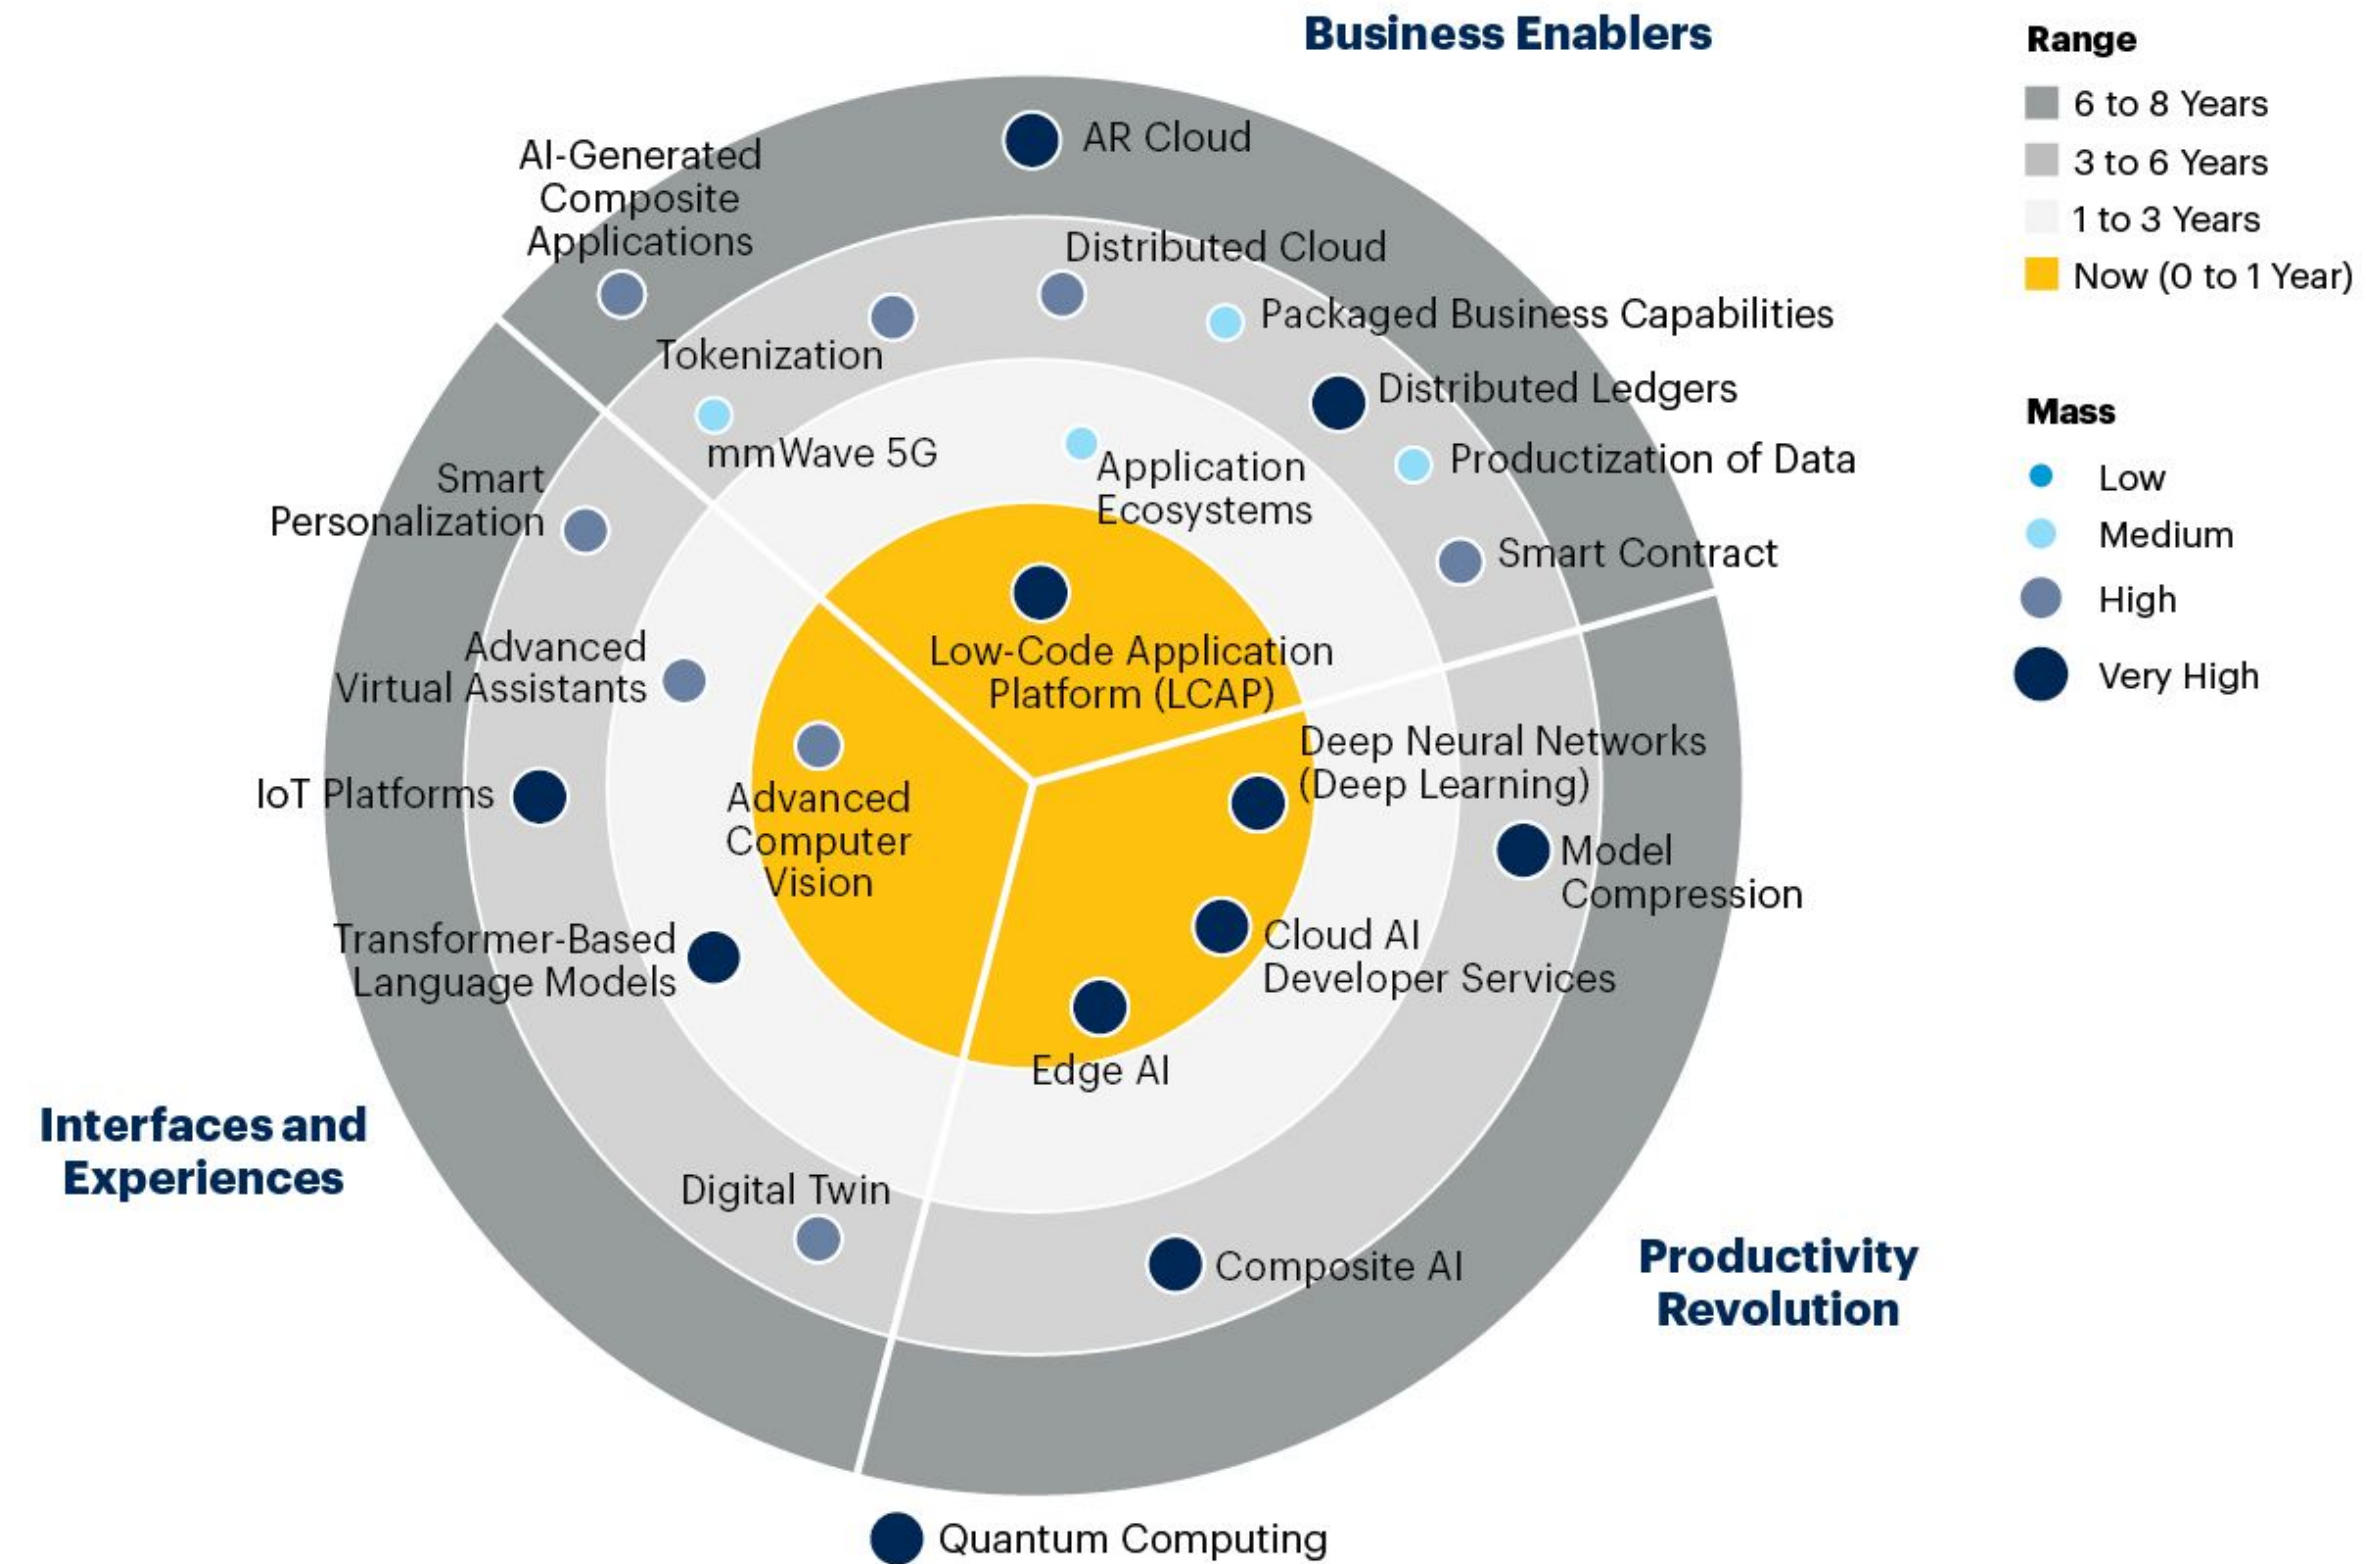 Business Enablers
Range
6 to 8 Years
3 to 6 Years
1 to 3 Years
Now (0 to 1 Year)
Mass
Low
Medium
High
Very High
AR Cloud
AI-Generated
Composite
Applications
Distributed Cloud
Tokenization
Packaged Business Capabilities
Distributed Ledgers
mmWave 5G
Application
Ecosystems
Productization of Data
Smart Contract
Low-Code Application
Platform (LCAP)
Smart
Personalization
Advanced
Virtual Assistants
IoT Platforms
Advanced
Computer
Vision
Transformer-Based
Language Models
Digital Twin
Interfaces and
Experiences
Deep Neural Networks
(Deep Learning)
Model
Compression
Cloud AI
Developer Services
Edge AI
Composite AI
Productivity
Revolution
Quantum Computing